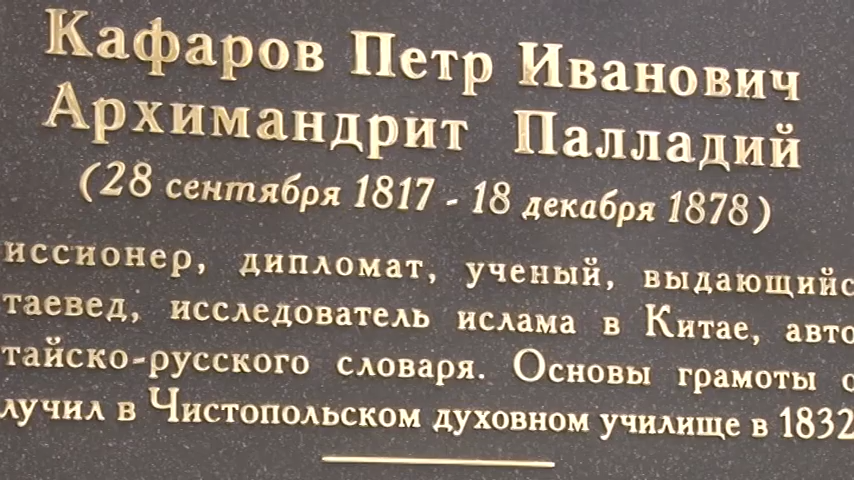 Кафаров Петр Иванович
Архимандрит Палладий
(28 сентября 1817 - 18 декабря 1878)
иссионер, дипломат, ученый, выдающийс
таевед, исследователь ислама в Китае, авто
тайско-русского словаря. Основы грамоты о
лучил в Чистопольском духовном училище в 1832